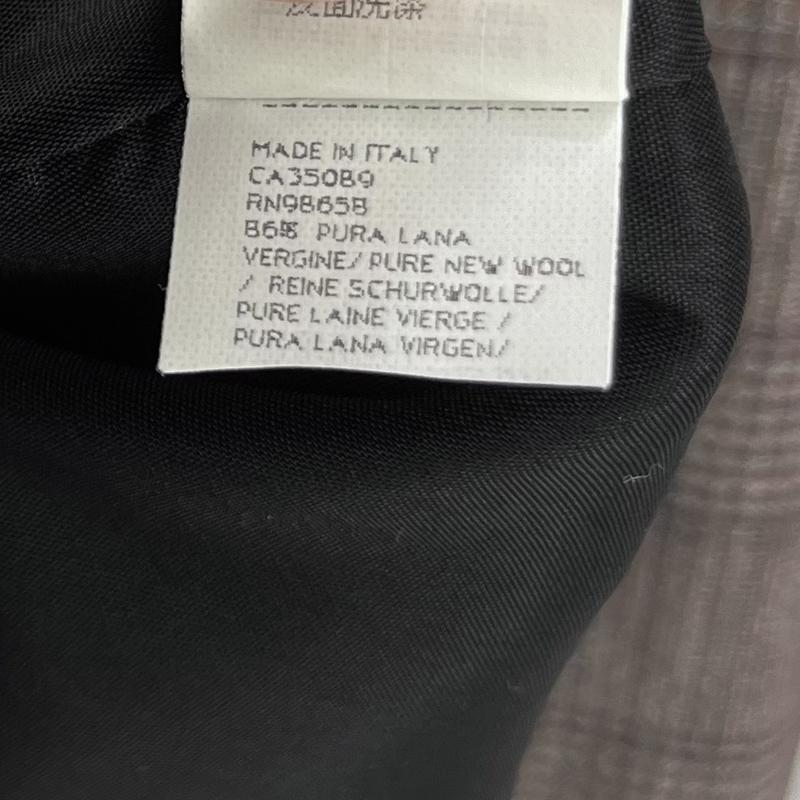 MADE IN ITALY
CA35089
RN98658
86% PURA LANA
VERGINE/ PURE NEW WOOL
/ REINE SCHURWOLLE/
PURE LAINE VIERGE /
PURA LANA VIRGEN/